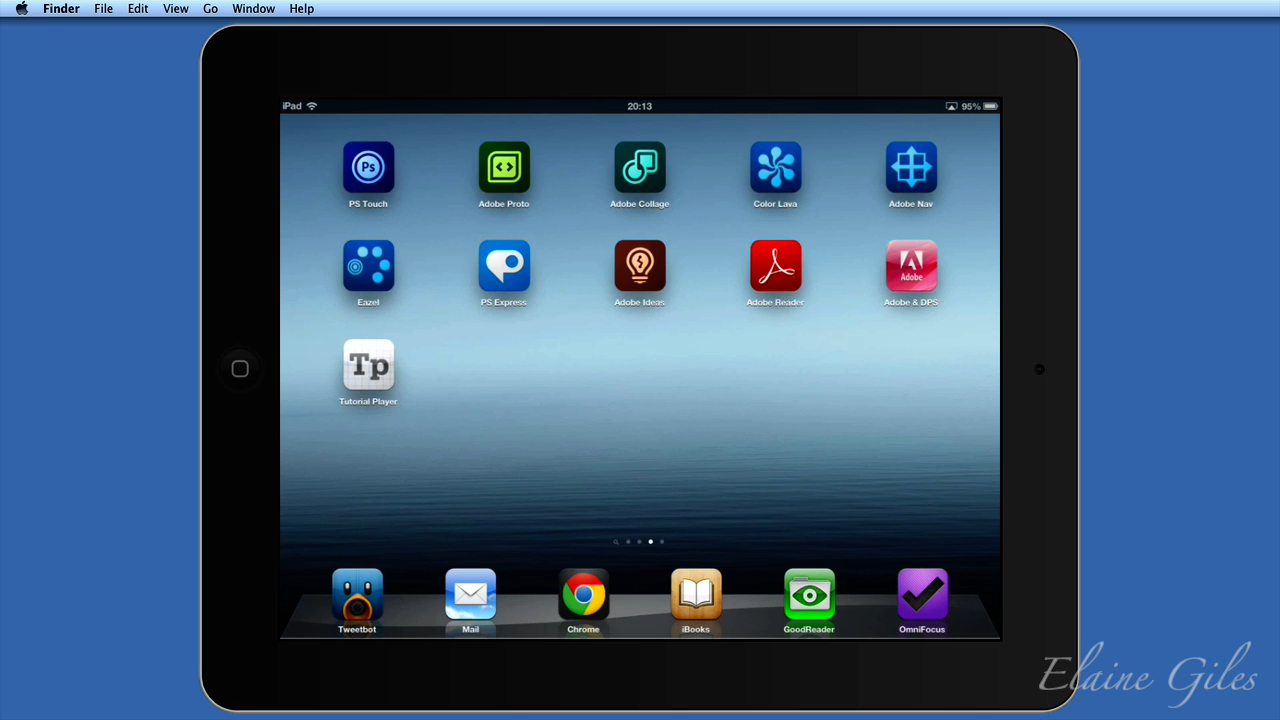 Finder File Edit View Go Window Help
iPad 20:13 95%
Ps
PS Touch Adobe Proto Adobe Collage Color Lava Adobe Nav
Adobe
Eazel PS Express Adobe Ideas Adobe Reader Adobe & DPS
Tp
Tutorial Player
Tweetbot Mail Chrome iBooks GoodReader OmniFocus
Elaine Giles